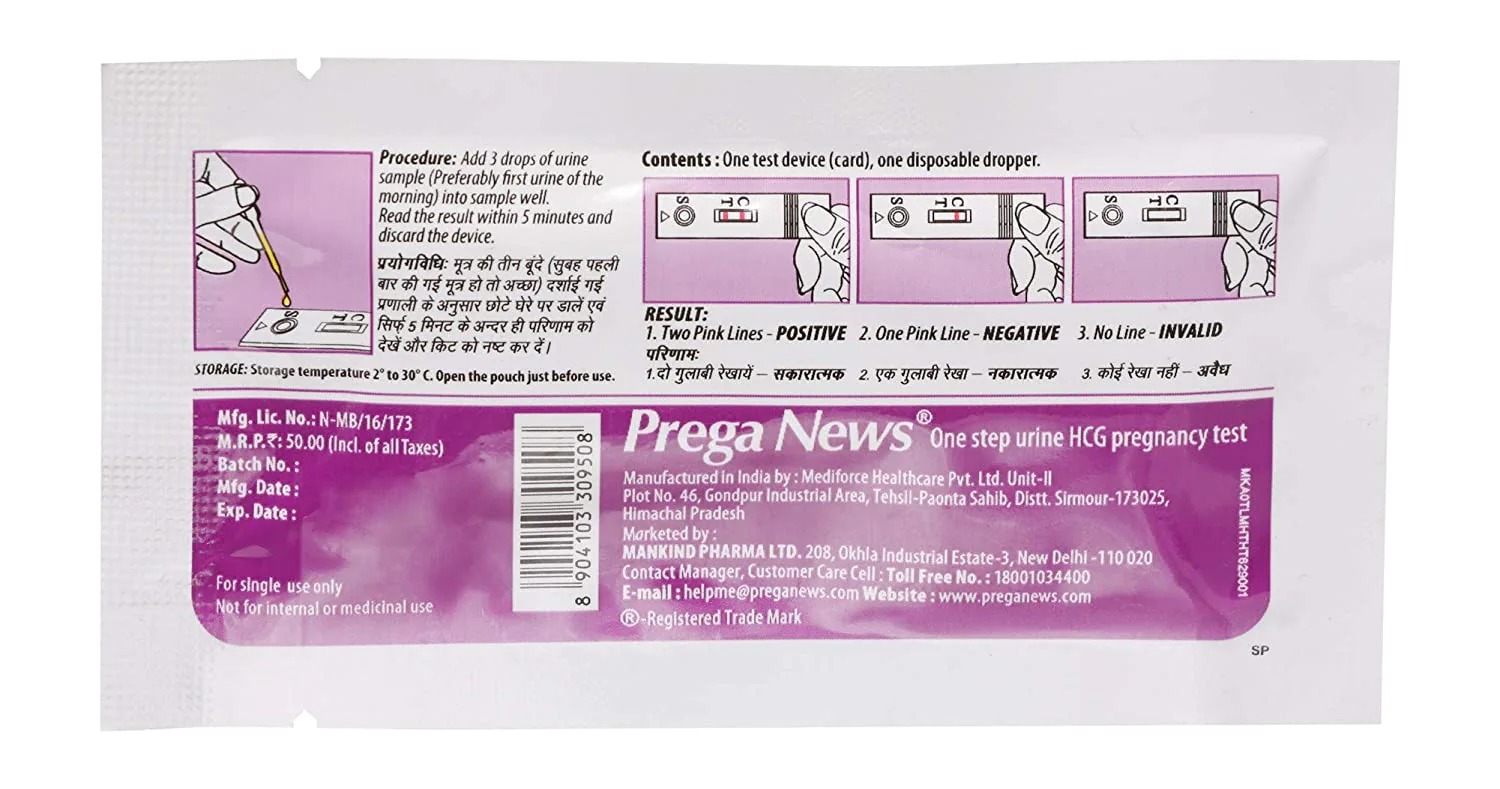 Procedure: Add 3 drops of urine
sample (Preferably first urine of the
morning) into sample well.
Read the result within 5 minutes and
discard the device.
प्रयोगविधि: मूत्र की तीन बूंदे (सुबह पहली
बार की गई मूत्र हो तो अच्छा) दर्शाई गई
प्रणाली के अनुसार छोटे घेरे पर डालें एवं
सिर्फ़ 5 मिनट के अन्दर ही परिणाम को
देखें और किट को नष्ट कर दें।
S
C
T
STORAGE: Storage temperature 2° to 30° C. Open the pouch just before use.
Contents : One test device (card), one disposable dropper.
S
C
T
S
C
T
S
C
T
RESULT:
1. Two Pink Lines - POSITIVE 2. One Pink Line - NEGATIVE 3. No Line - INVALID
परिणाम:
1. दो गुलाबी रेखायें – सकारात्मक 2. एक गुलाबी रेखा – नकारात्मक 3. कोई रेखा नहीं – अवैध
Mfg. Lic. No.: N-MB/16/173
M.R.P.₹: 50.00 (Incl. of all Taxes)
Batch No. :
Mfg. Date :
Exp. Date :
For single use only
Not for internal or medicinal use
8 904103 309508
Prega News® One step urine HCG pregnancy test
Manufactured in India by : Mediforce Healthcare Pvt. Ltd. Unit-II
Plot No. 46, Gondpur Industrial Area, Tehsil-Paonta Sahib, Distt. Sirmour-173025,
Himachal Pradesh
Marketed by :
MANKIND PHARMA LTD. 208, Okhla Industrial Estate-3, New Delhi -110 020
Contact Manager, Customer Care Cell : Toll Free No. : 18001034400
E-mail : helpme@preganews.com Website : www.preganews.com
®-Registered Trade Mark
SP